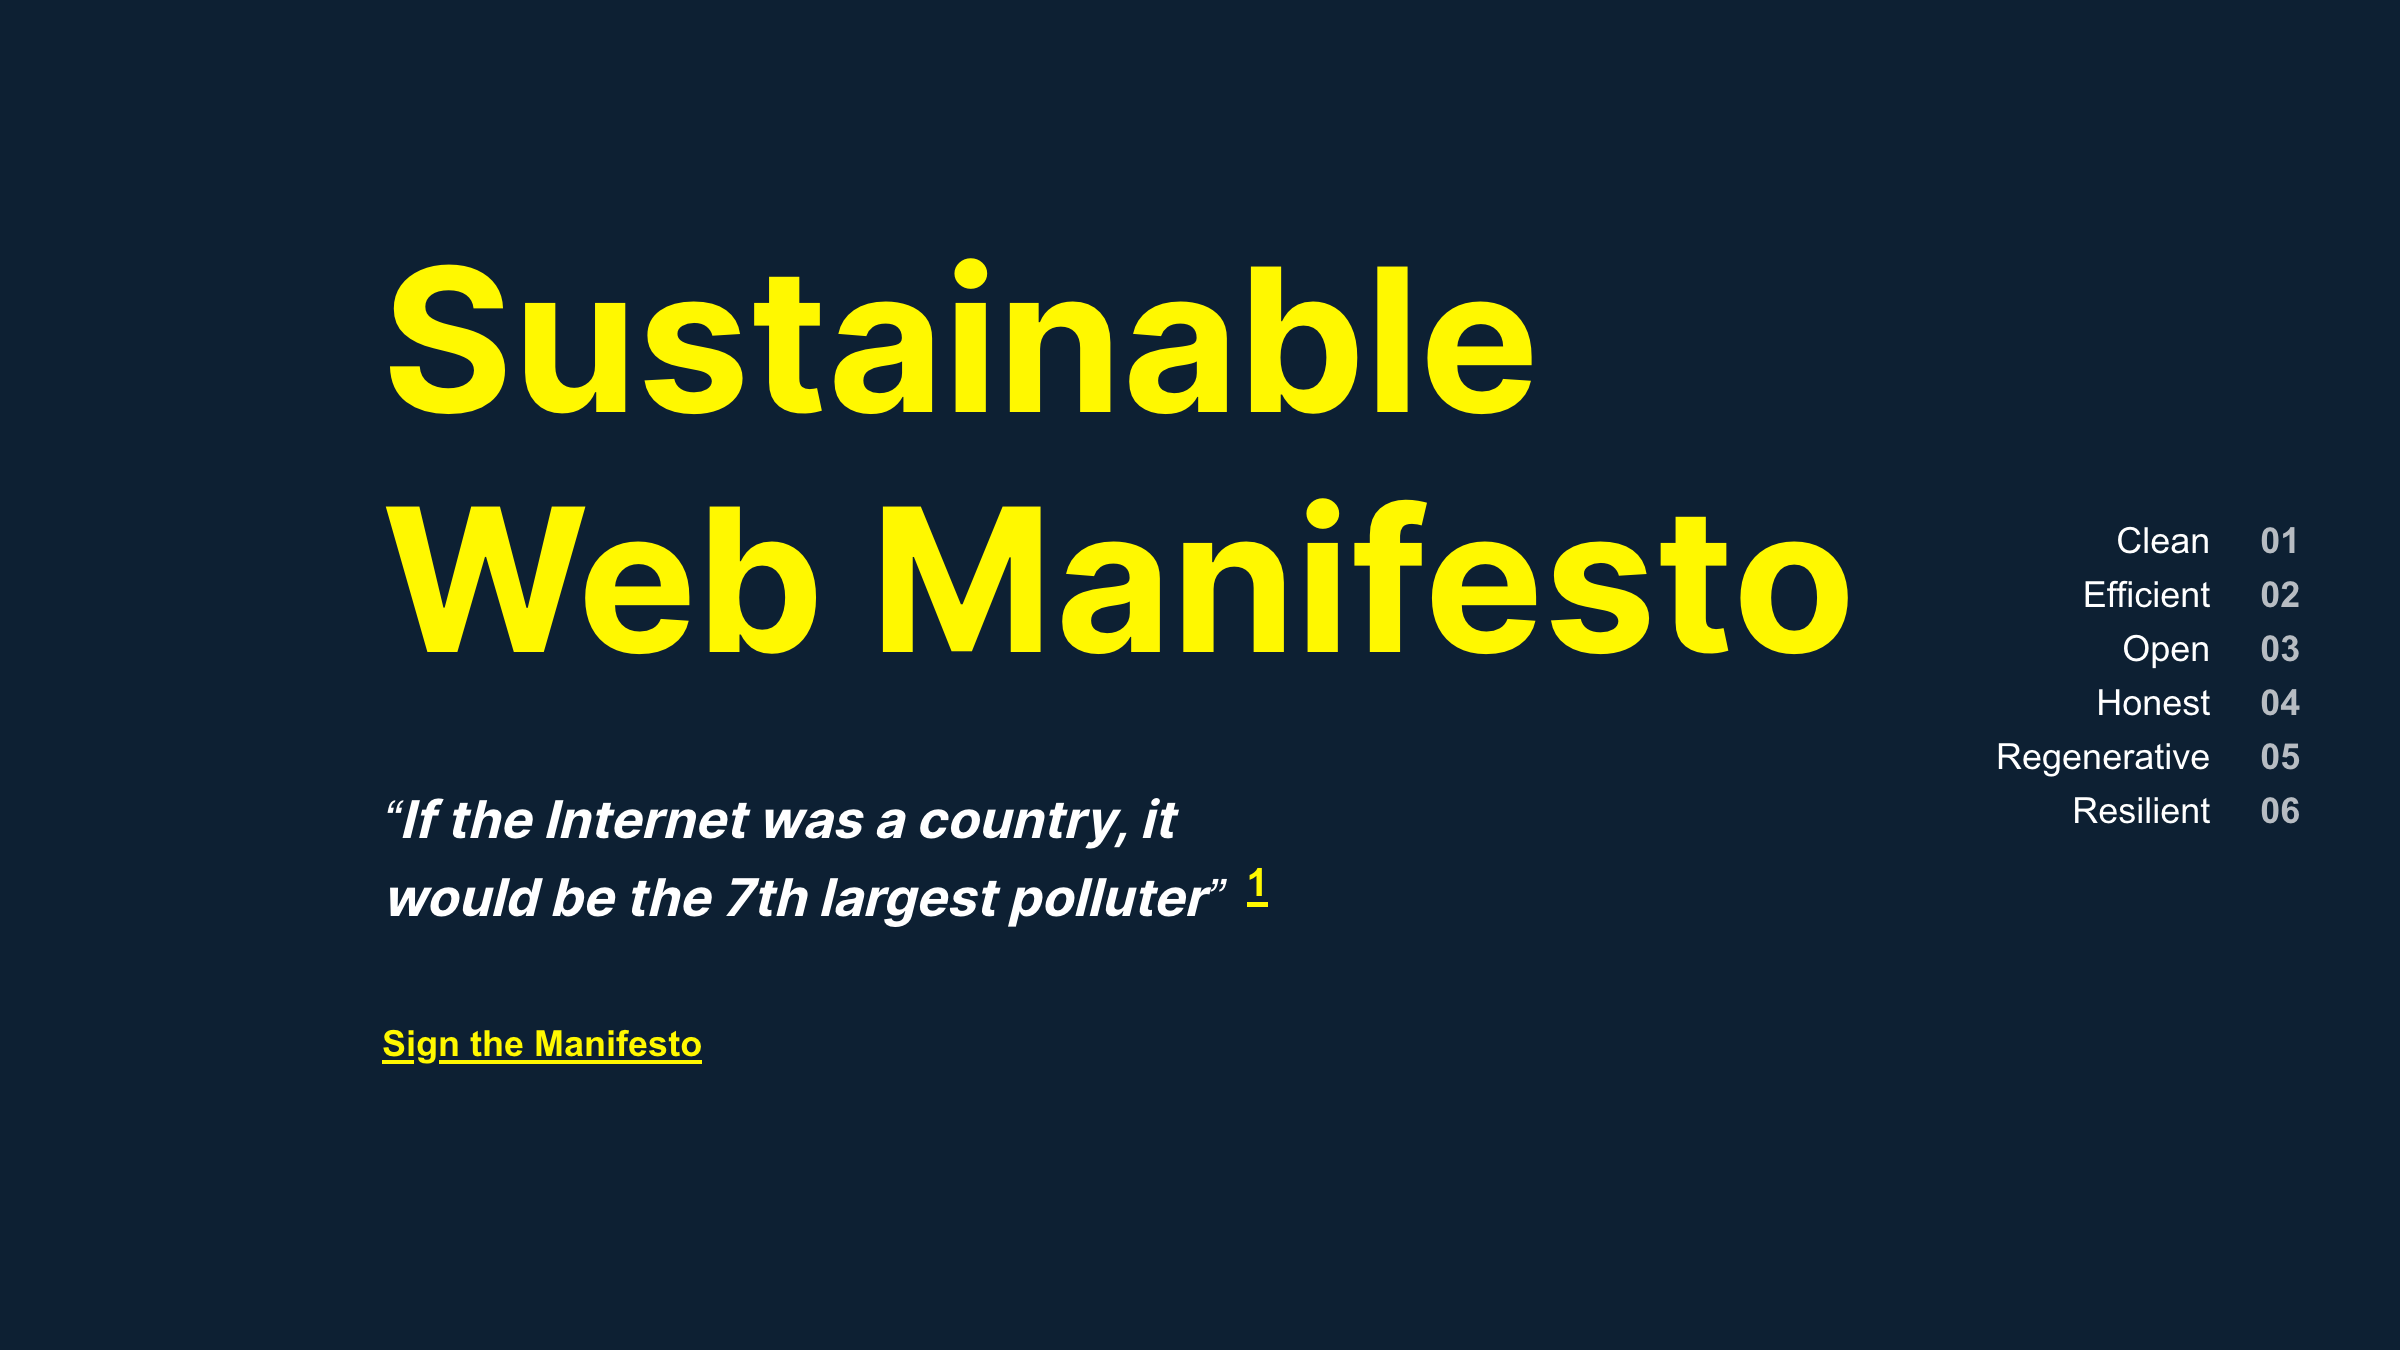 Sustainable
Web Manifesto
“If the Internet was a country, it
would be the 7th largest polluter” 1
Sign the Manifesto
Clean 01
Efficient 02
Open 03
Honest 04
Regenerative 05
Resilient 06